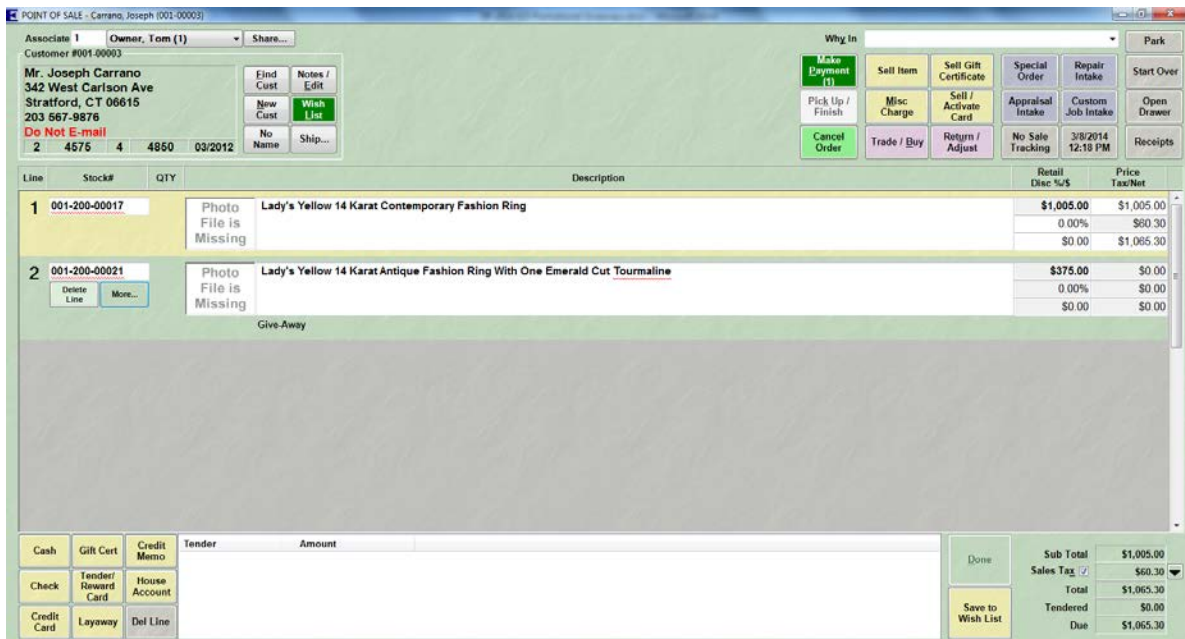 POINT OF SALE - Carrano, Joseph (001-00003)
Associate 1 Owner, Tom (1) Share... Why In Park
Customer #001-00003
Mr. Joseph Carrano
342 West Carlson Ave
Stratford, CT 06615
203 567-9876
Do Not E-mail
2 4575 4 4850 03/2012
Find Cust Notes / Edit
New Cust Wish List
No Name Ship...
Make Payment (1) Sell Item Sell Gift Certificate Special Order Repair Intake Start Over
Pick Up / Finish Misc Charge Sell / Activate Card Appraisal Intake Custom Job Intake Open Drawer
Cancel Order Trade / Buy Return / Adjust No Sale Tracking 3/8/2014 12:18 PM Receipts
Line Stock# QTY Description Retail Disc %/$ Price Tax/Net
1 001-200-00017 Photo File is Missing Lady's Yellow 14 Karat Contemporary Fashion Ring $1,005.00 $1,005.00
0.00% $60.30
$0.00 $1,065.30
2 001-200-00021 Photo File is Missing Lady's Yellow 14 Karat Antique Fashion Ring With One Emerald Cut Tourmaline $375.00 $0.00
Delete Line More... 0.00% $0.00
$0.00 $0.00
Give-Away
Cash Gift Cert Credit Memo Tender Amount Done Sub Total $1,005.00
Check Tender/ Reward Card House Account Sales Tax $60.30
Total $1,065.30
Credit Card Layaway Del Line Save to Wish List Tendered $0.00
Due $1,065.30